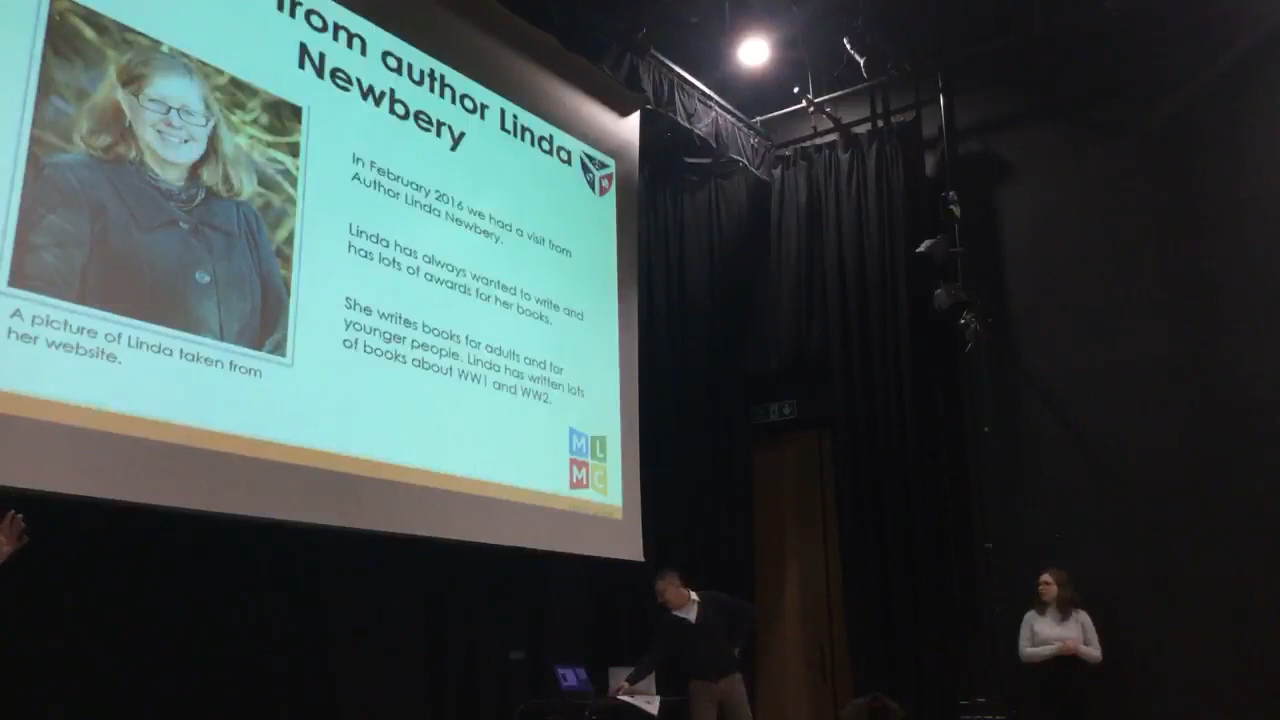 from author Linda
Newbery
In February 2016 we had a visit from
Author Linda Newbery.
Linda has always wanted to write and
has lots of awards for her books.
She writes books for adults and for
younger people. Linda has written lots
of books about WW1 and WW2.
A picture of Linda taken from
her website.
M L
M C